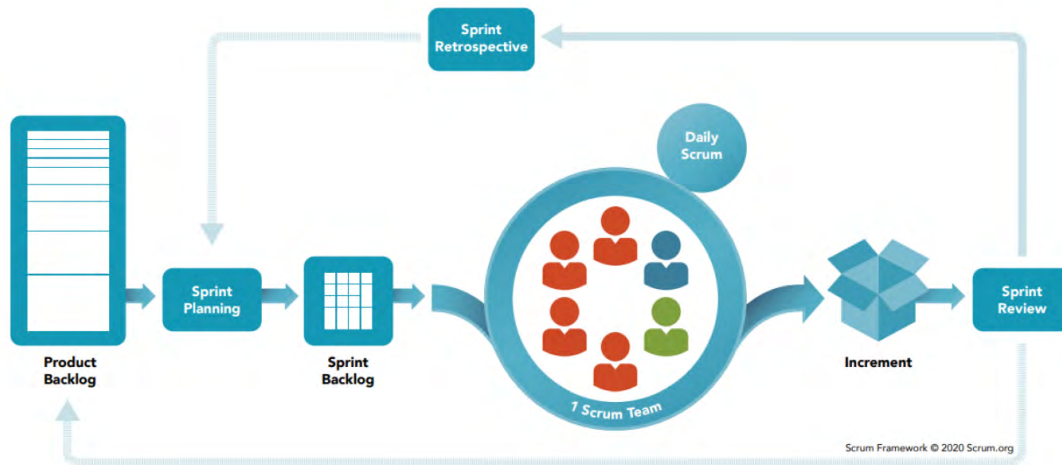 Sprint
Retrospective
Daily
Scrum
Sprint
Planning
Sprint
Review
Product
Backlog
Sprint
Backlog
Increment
1 Scrum Team
Scrum Framework © 2020 Scrum.org